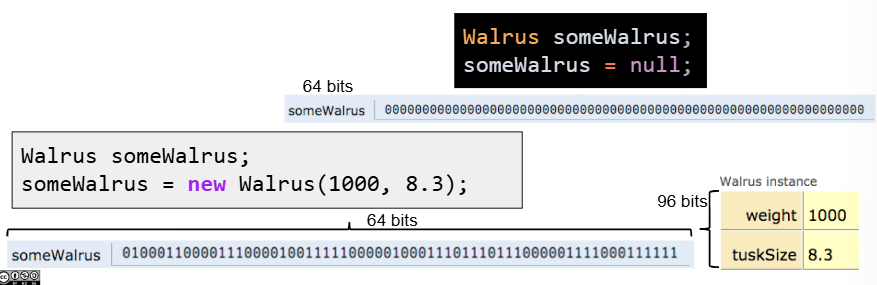 Walrus someWalrus;
someWalrus = null;
64 bits
someWalrus 0000000000000000000000000000000000000000000000000000000000000000
Walrus someWalrus;
someWalrus = new Walrus(1000, 8.3);
64 bits
someWalrus 0100011000011100001001111100000100011101110111000001111000111111
96 bits
Walrus instance
weight 1000
tuskSize 8.3